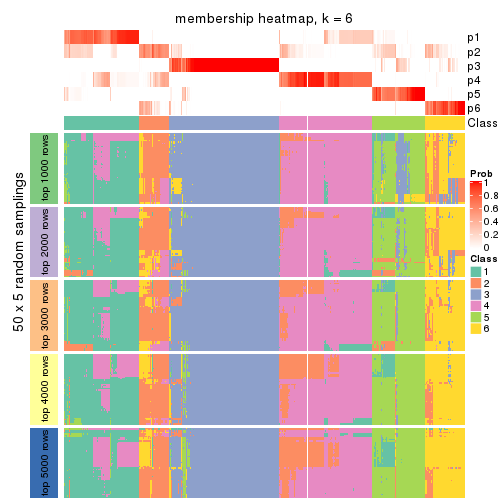 membership heatmap, k = 6
p1
p2
p3
p4
p5
p6
Class
50 x 5 random samplings
top 1000 rows
top 2000 rows
top 3000 rows
top 4000 rows
top 5000 rows
Prob
1
0.8
0.6
0.4
0.2
0
Class
1
2
3
4
5
6